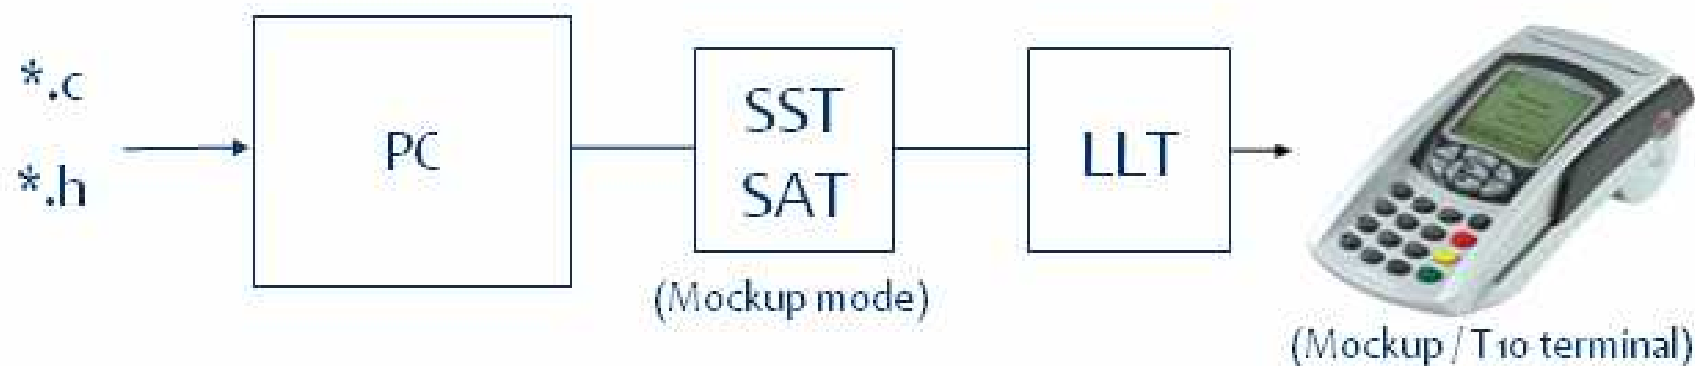 *.c
*.h
PC
SST
SAT
(Mockup mode)
LLT
(Mockup / T10 terminal)